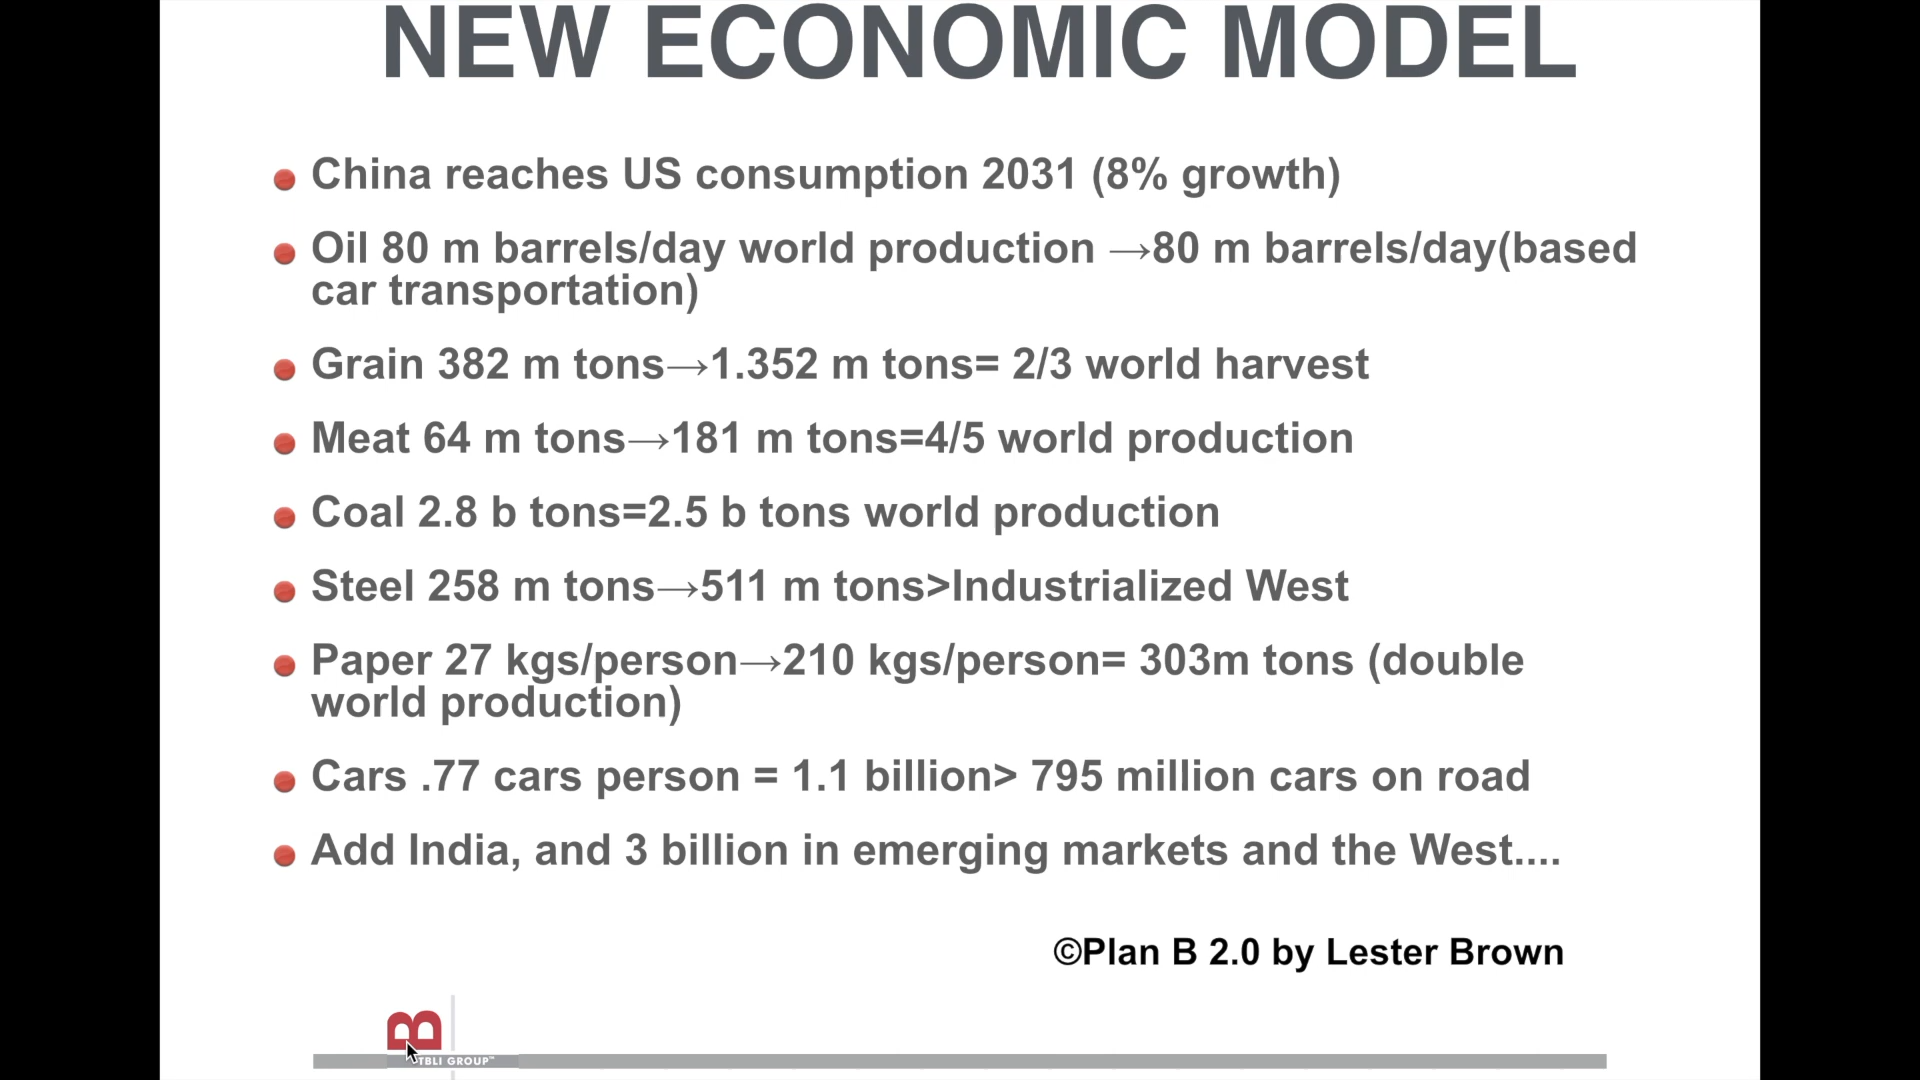 NEW ECONOMIC MODEL
China reaches US consumption 2031 (8% growth)
Oil 80 m barrels/day world production →80 m barrels/day(based
car transportation)
Grain 382 m tons→1.352 m tons= 2/3 world harvest
Meat 64 m tons→181 m tons=4/5 world production
Coal 2.8 b tons=2.5 b tons world production
Steel 258 m tons→511 m tons>Industrialized West
Paper 27 kgs/person→210 kgs/person= 303m tons (double
world production)
Cars .77 cars person = 1.1 billion> 795 million cars on road
Add India, and 3 billion in emerging markets and the West....
©Plan B 2.0 by Lester Brown
B
TBLI GROUP™